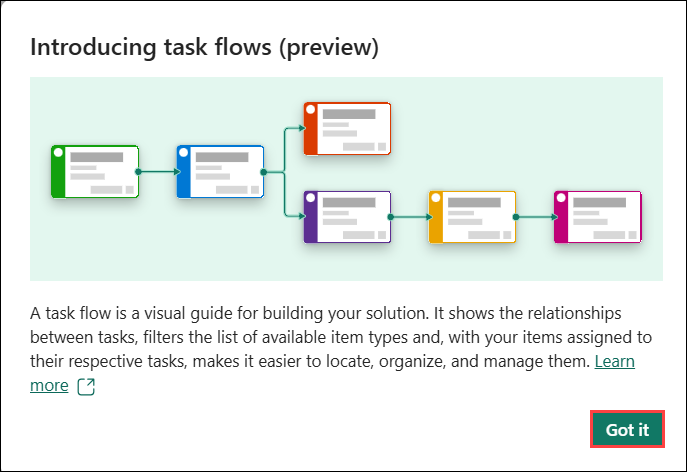 Introducing task flows (preview)
A task flow is a visual guide for building your solution. It shows the relationships
between tasks, filters the list of available item types and, with your items assigned to
their respective tasks, makes it easier to locate, organize, and manage them. Learn
more
Got it